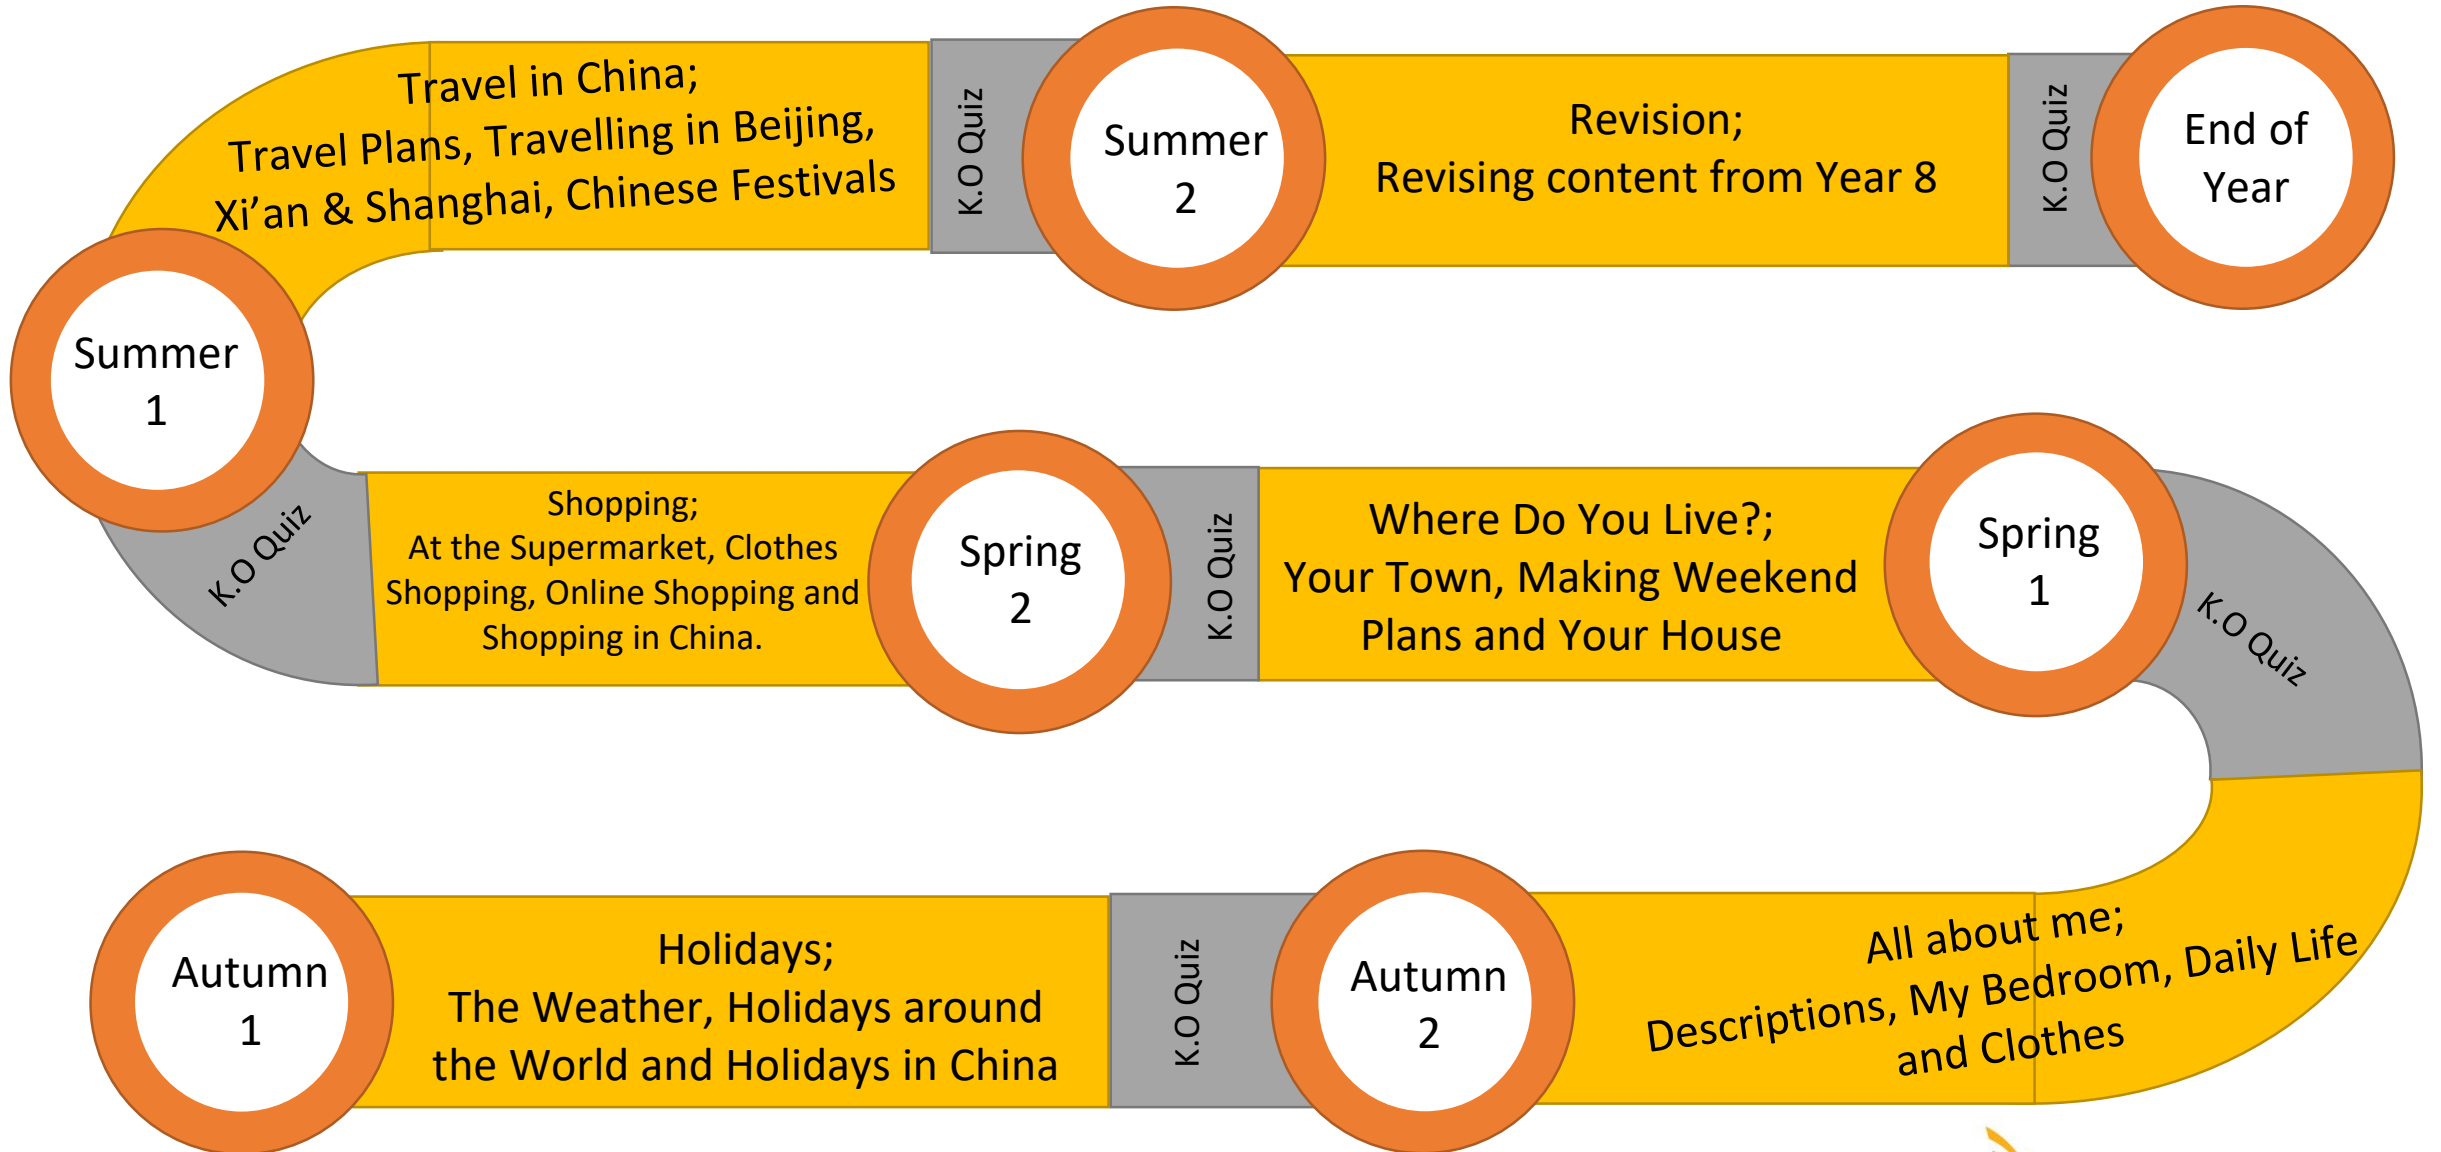 Travel in China;
Travel Plans, Travelling in Beijing,
Xi’an & Shanghai, Chinese Festivals
K.O Quiz
Summer
2
Revision;
Revising content from Year 8
K.O Quiz
End of
Year
Summer
1
K.O Quiz
Shopping;
At the Supermarket, Clothes
Shopping, Online Shopping and
Shopping in China.
Spring
2
K.O Quiz
Where Do You Live?;
Your Town, Making Weekend
Plans and Your House
Spring
1
K.O Quiz
Autumn
1
Holidays;
The Weather, Holidays around
the World and Holidays in China
K.O Quiz
Autumn
2
All about me;
Descriptions, My Bedroom, Daily Life
and Clothes